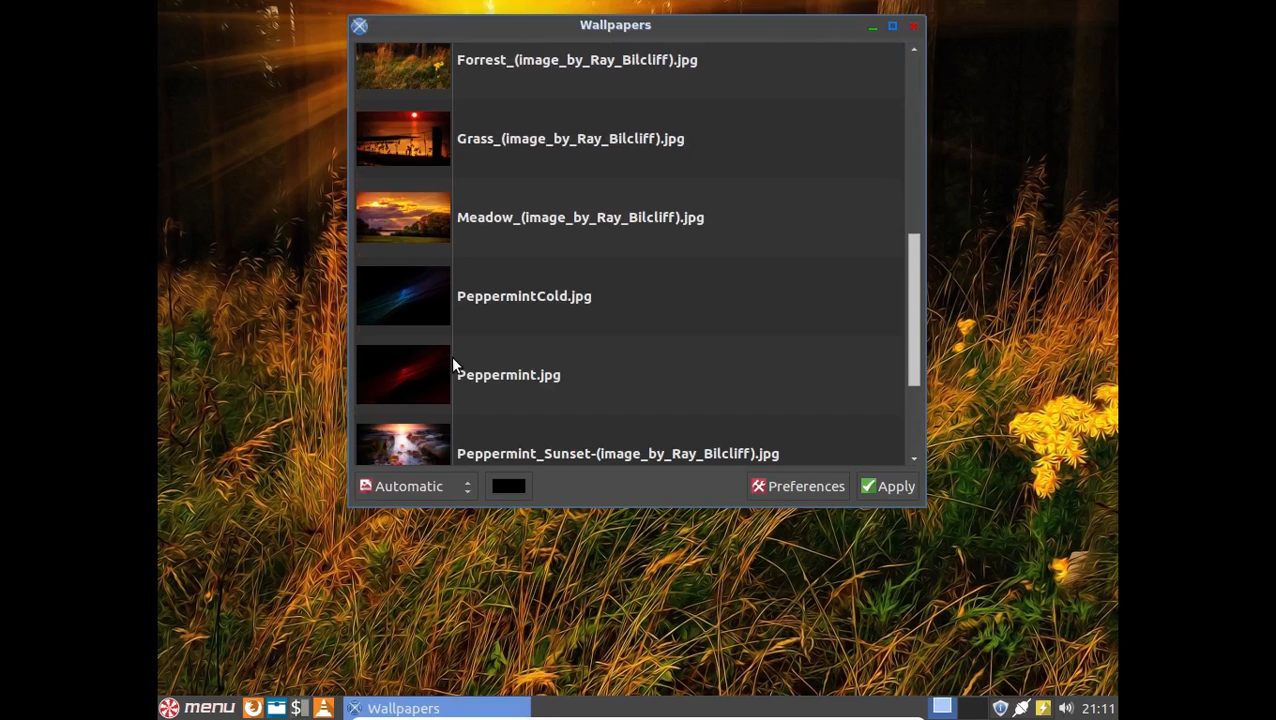 Wallpapers
Forrest_(image_by_Ray_Bilcliff).jpg
Grass_(image_by_Ray_Bilcliff).jpg
Meadow_(image_by_Ray_Bilcliff).jpg
PeppermintCold.jpg
Peppermint.jpg
Peppermint_Sunset-(image_by_Ray_Bilcliff).jpg
Automatic
Preferences
Apply
menu
$
Wallpapers
21:11